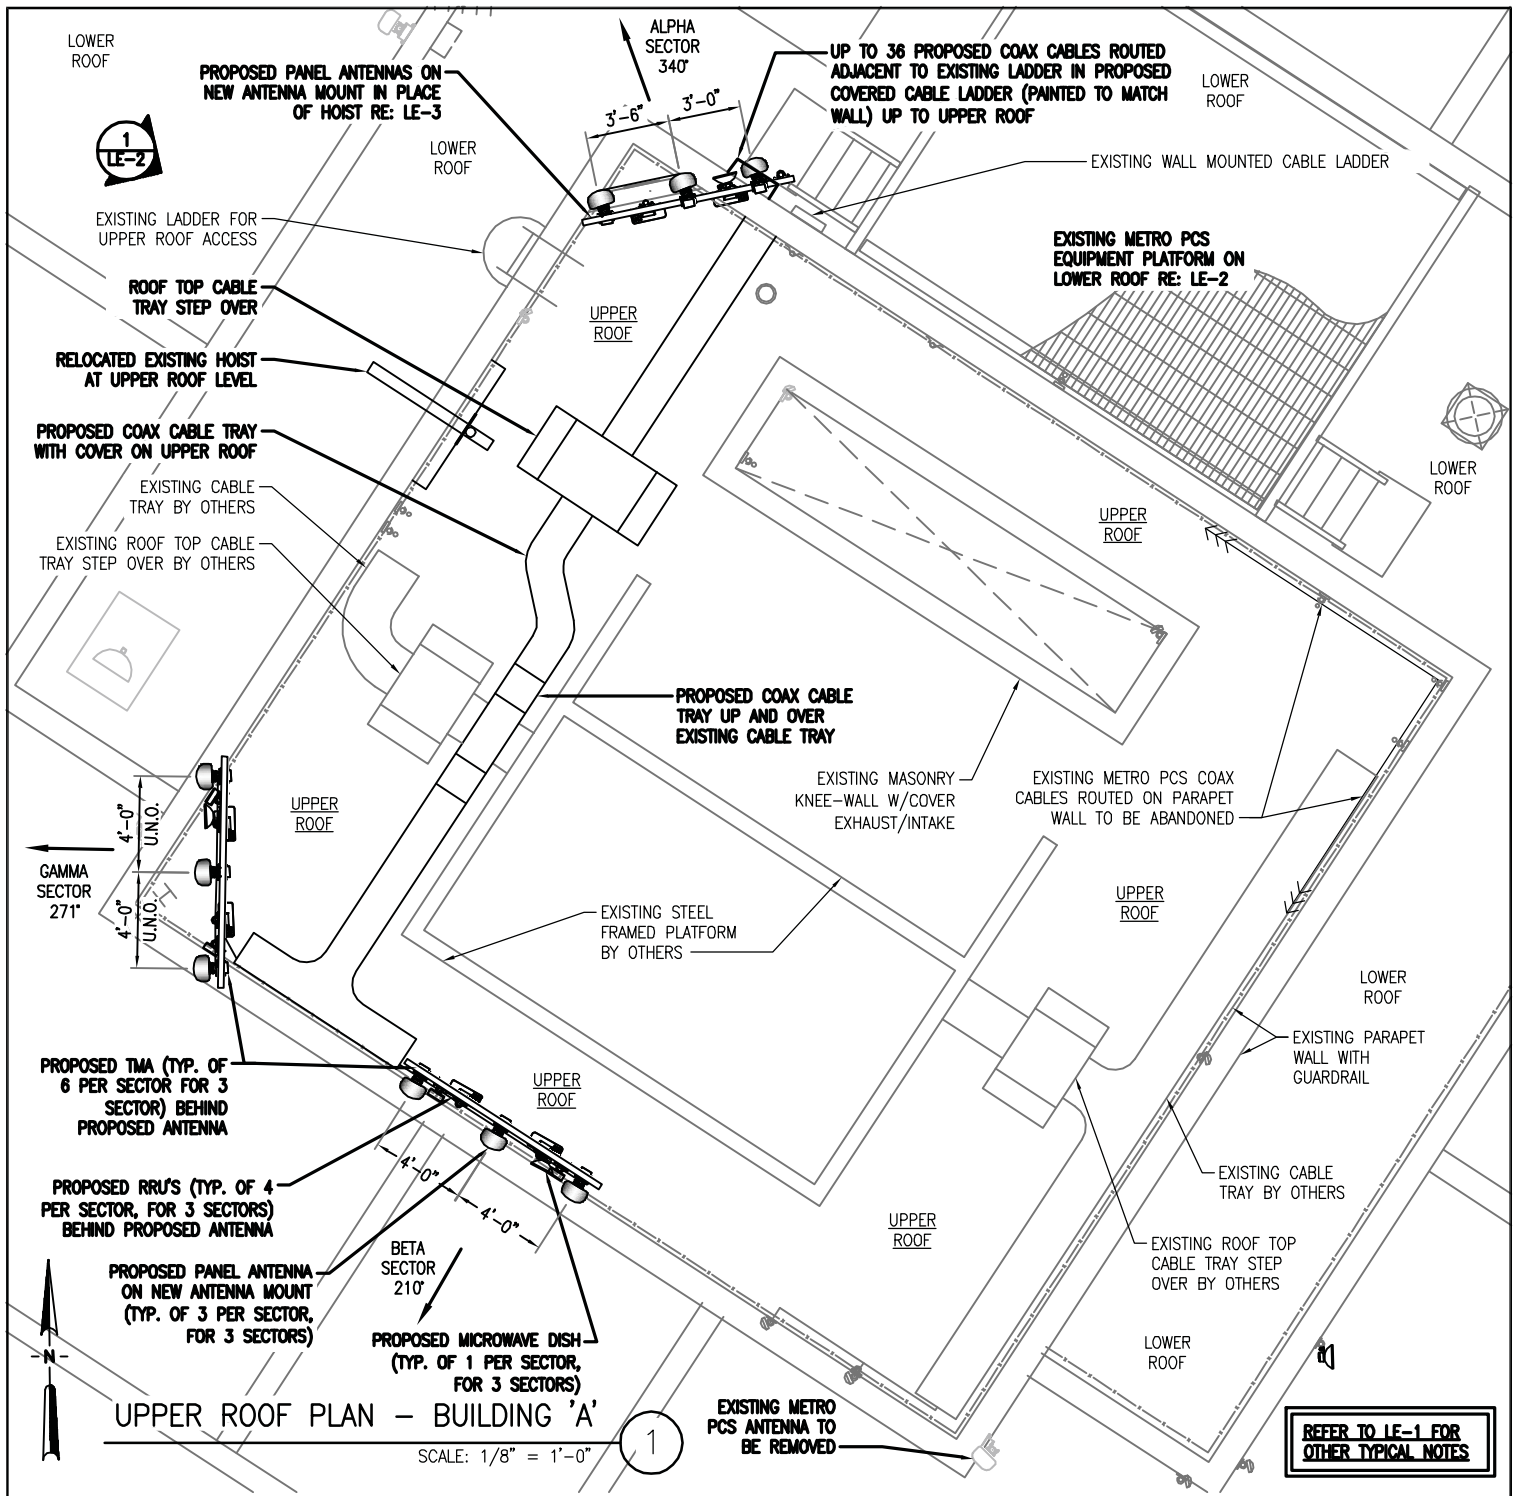 LOWER
ROOF
ALPHA
SECTOR
340°
PROPOSED PANEL ANTENNAS ON
NEW ANTENNA MOUNT IN PLACE
OF HOIST RE: LE-3
3'-6"
3'-0"
UP TO 36 PROPOSED COAX CABLES ROUTED
ADJACENT TO EXISTING LADDER IN PROPOSED
COVERED CABLE LADDER (PAINTED TO MATCH
WALL) UP TO UPPER ROOF
LOWER
ROOF
1
LE-2
LOWER
ROOF
EXISTING WALL MOUNTED CABLE LADDER
EXISTING LADDER FOR
UPPER ROOF ACCESS
EXISTING METRO PCS
EQUIPMENT PLATFORM ON
LOWER ROOF RE: LE-2
ROOF TOP CABLE
TRAY STEP OVER
UPPER
ROOF
RELOCATED EXISTING HOIST
AT UPPER ROOF LEVEL
PROPOSED COAX CABLE TRAY
WITH COVER ON UPPER ROOF
LOWER
ROOF
EXISTING CABLE
TRAY BY OTHERS
UPPER
ROOF
EXISTING ROOF TOP CABLE
TRAY STEP OVER BY OTHERS
PROPOSED COAX CABLE
TRAY UP AND OVER
EXISTING CABLE TRAY
EXISTING MASONRY
KNEE-WALL W/COVER
EXHAUST/INTAKE
EXISTING METRO PCS COAX
CABLES ROUTED ON PARAPET
WALL TO BE ABANDONED
UPPER
ROOF
4'-0"
U.N.O.
GAMMA
SECTOR
271°
4'-0"
U.N.O.
UPPER
ROOF
EXISTING STEEL
FRAMED PLATFORM
BY OTHERS
LOWER
ROOF
EXISTING PARAPET
WALL WITH
GUARDRAIL
PROPOSED TMA (TYP. OF
6 PER SECTOR FOR 3
SECTOR) BEHIND
PROPOSED ANTENNA
UPPER
ROOF
4'-0"
4'-0"
EXISTING CABLE
TRAY BY OTHERS
PROPOSED RRU'S (TYP. OF 4
PER SECTOR, FOR 3 SECTORS)
BEHIND PROPOSED ANTENNA
UPPER
ROOF
BETA
SECTOR
210°
EXISTING ROOF TOP
CABLE TRAY STEP
OVER BY OTHERS
PROPOSED PANEL ANTENNA
ON NEW ANTENNA MOUNT
(TYP. OF 3 PER SECTOR,
FOR 3 SECTORS)
PROPOSED MICROWAVE DISH
(TYP. OF 1 PER SECTOR,
FOR 3 SECTORS)
LOWER
ROOF
N
UPPER ROOF PLAN - BUILDING 'A'
SCALE: 1/8" = 1'-0"
1
EXISTING METRO
PCS ANTENNA TO
BE REMOVED
REFER TO LE-1 FOR
OTHER TYPICAL NOTES